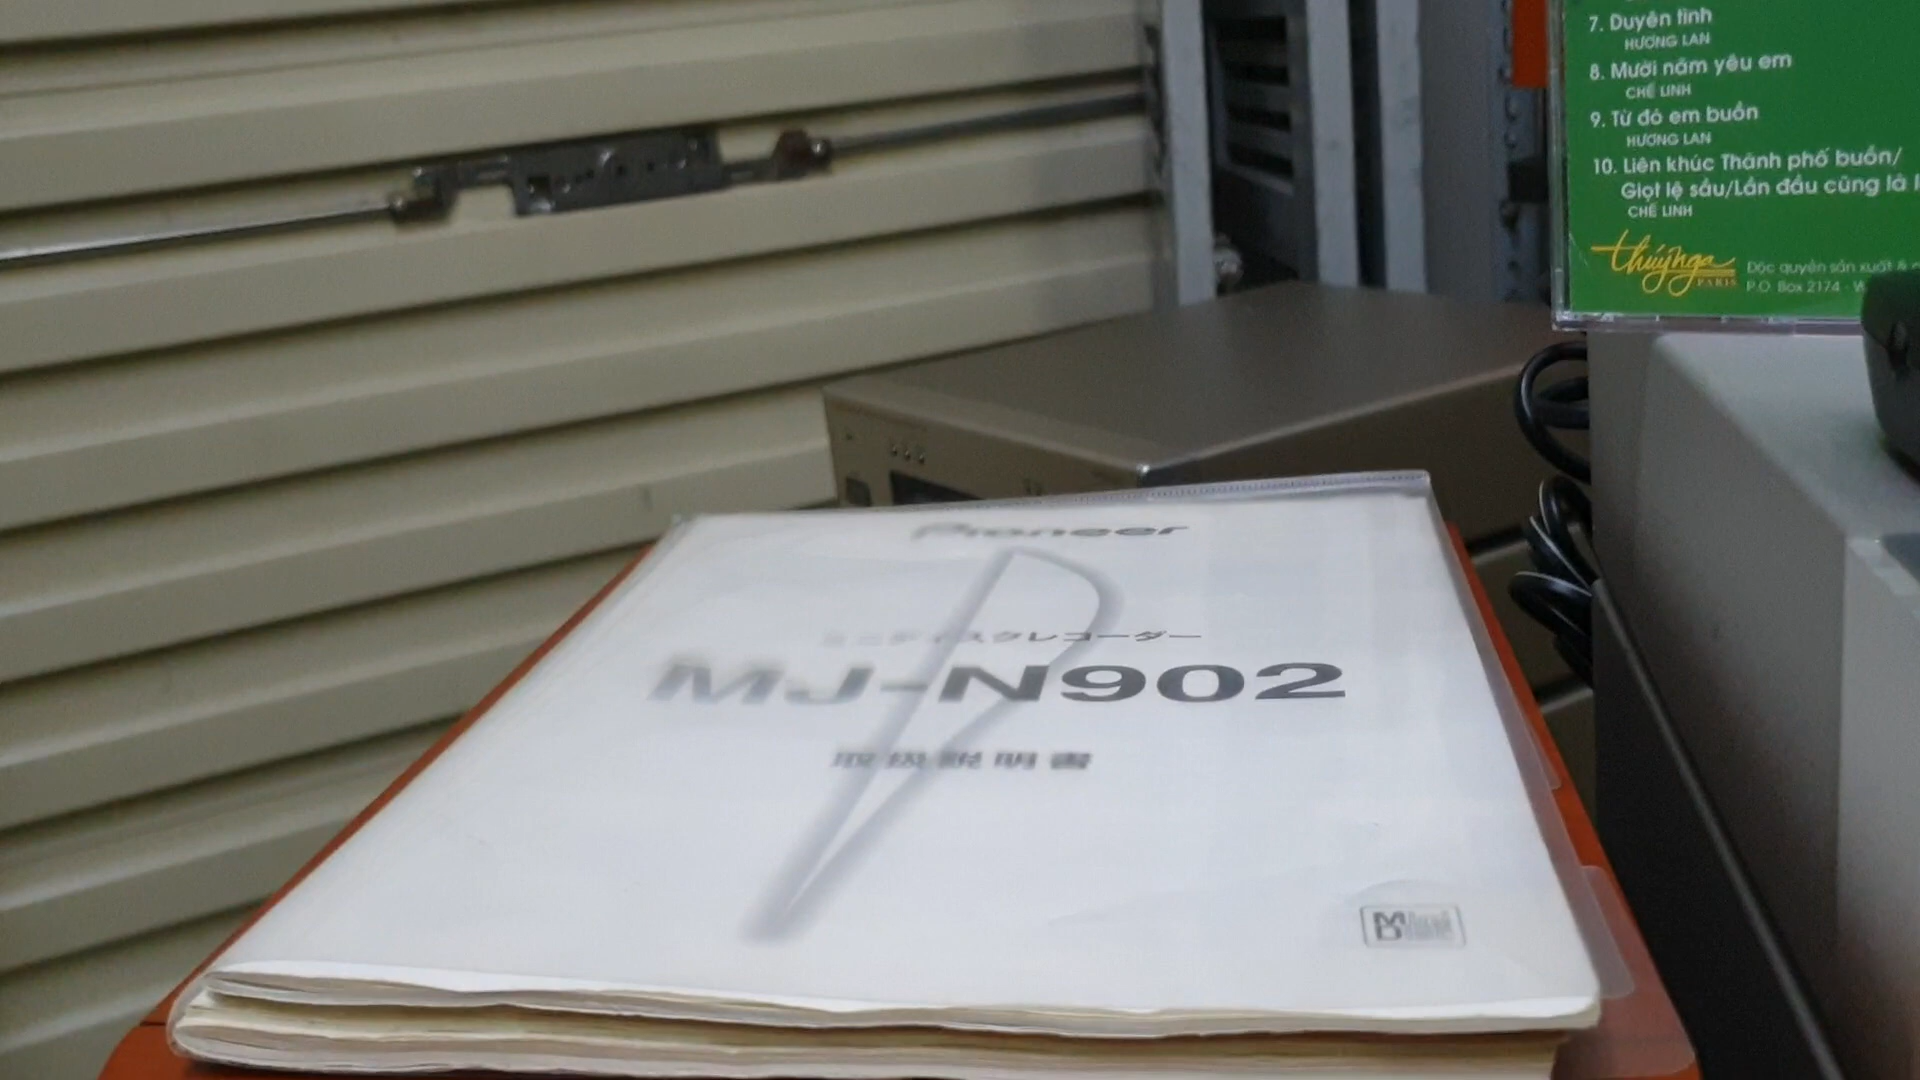 7. Duyên tình
HƯƠNG LAN
8. Mười năm yêu em
CHẾ LINH
9. Từ đó em buồn
HƯƠNG LAN
10. Liên khúc Thành phố buồn/
Giọt lệ sầu/Lần đầu cũng là
CHẾ LINH
thúy nga
PARIS
Độc quyền sản xuất &
P.O. Box 2174 - W
Pioneer
ミニディスクレコーダー
MJ-N902
取扱説明書